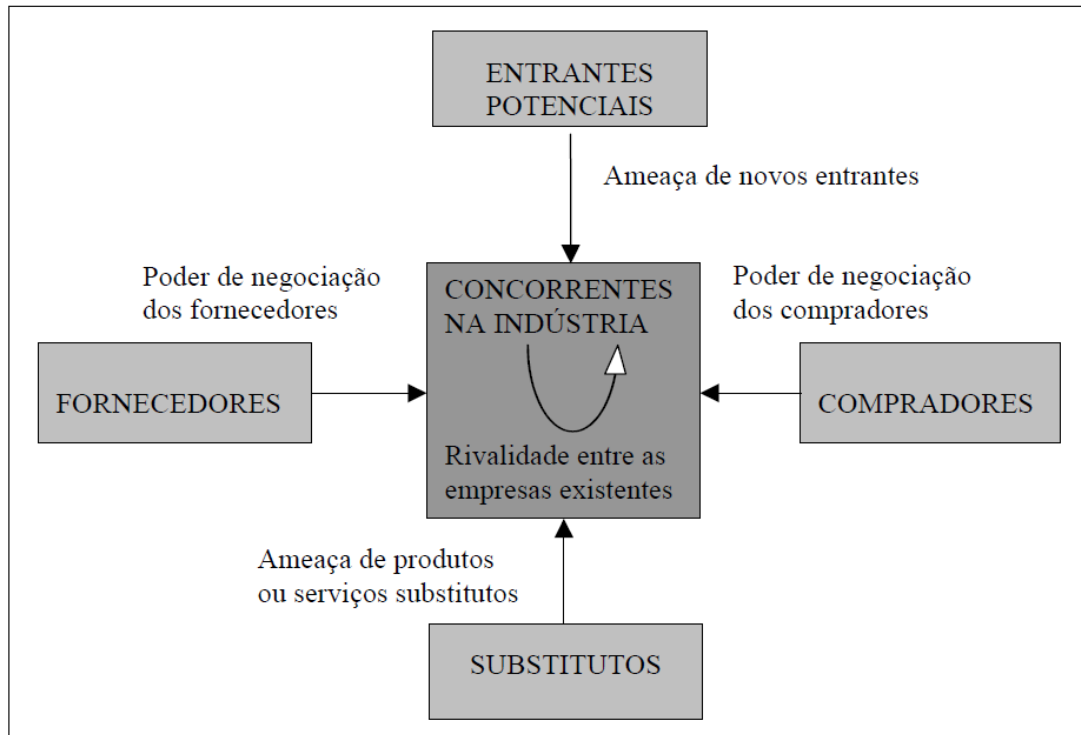 ENTRANTES
POTENCIAIS
Ameaça de novos entrantes
Poder de negociação
dos fornecedores
CONCORRENTES
NA INDÚSTRIA
Poder de negociação
dos compradores
FORNECEDORES
COMPRADORES
Rivalidade entre as
empresas existentes
Ameaça de produtos
ou serviços substitutos
SUBSTITUTOS